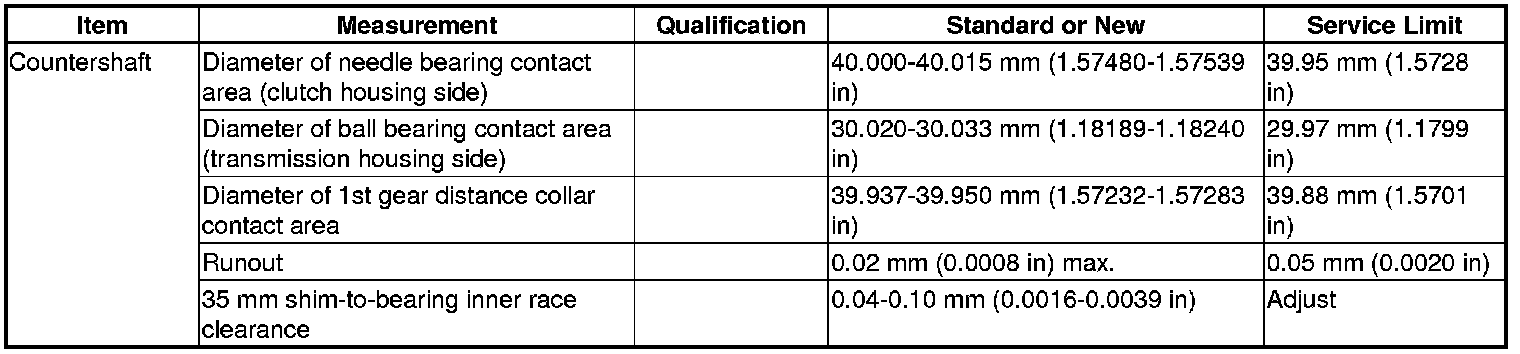 Item Measurement Qualification Standard or New Service Limit
Countershaft Diameter of needle bearing contact 40.000-40.015 mm (1.57480-1.57539 39.95 mm (1.5728
area (clutch housing side) in) in)
Diameter of ball bearing contact area 30.020-30.033 mm (1.18189-1.18240 29.97 mm (1.1799
(transmission housing side) in) in)
Diameter of 1st gear distance collar 39.937-39.950 mm (1.57232-1.57283 39.88 mm (1.5701
contact area in) in)
Runout 0.02 mm (0.0008 in) max. 0.05 mm (0.0020 in)
35 mm shim-to-bearing inner race 0.04-0.10 mm (0.0016-0.0039 in) Adjust
clearance